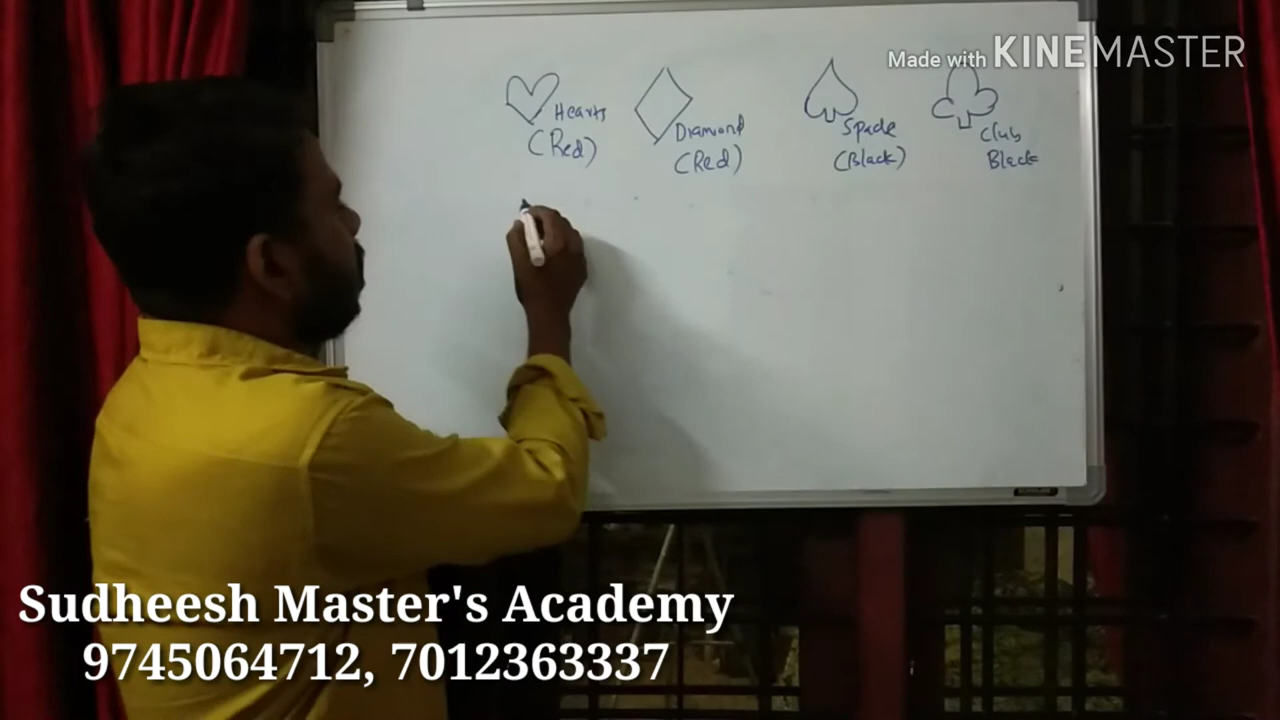 Made with KINEMASTER
Hearts
(Red)
Diamond
(Red)
Spade
(Black)
Club
Black
Sudheesh Master's Academy
9745064712, 7012363337